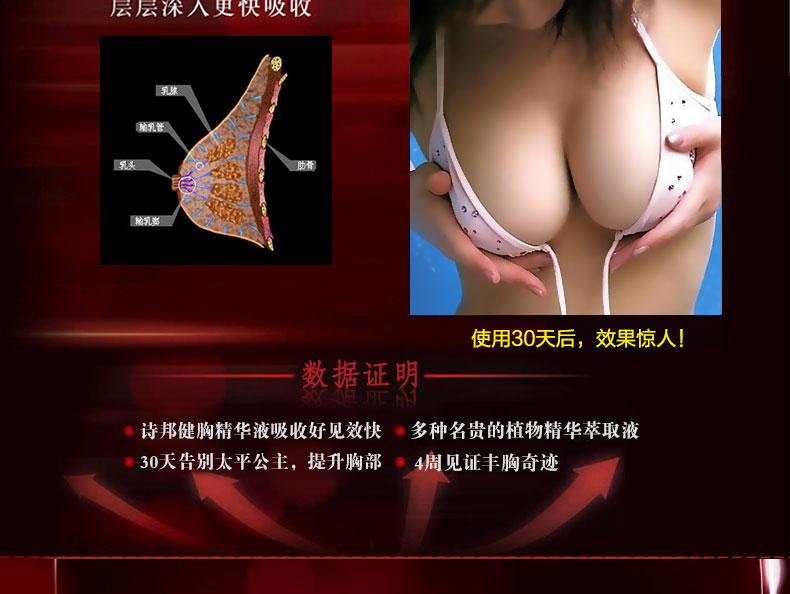 层层深入更快吸收
乳腺
输乳管
乳头
肋骨
输乳窦
使用30天后，效果惊人！
数据证明
诗邦健胸精华液吸收好见效快
多种名贵的植物精华萃取液
30天告别太平公主，提升胸部
4周见证丰胸奇迹